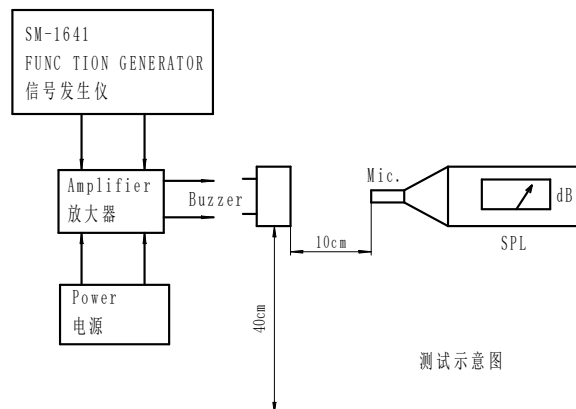 SM-1641
FUNC TION GENERATOR
信号发生仪
Amplifier
放大器
Buzzer
Mic.
dB
SPL
10cm
40cm
Power
电源
测试示意图